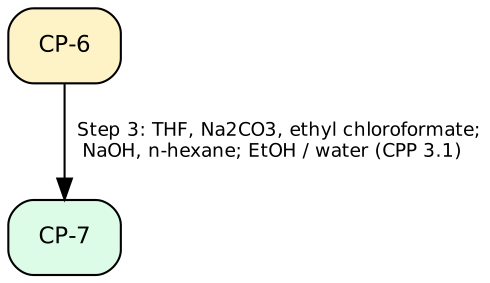 CP-6
Step 3: THF, Na2CO3, ethyl chloroformate;
NaOH, n-hexane; EtOH / water (CPP 3.1)
CP-7